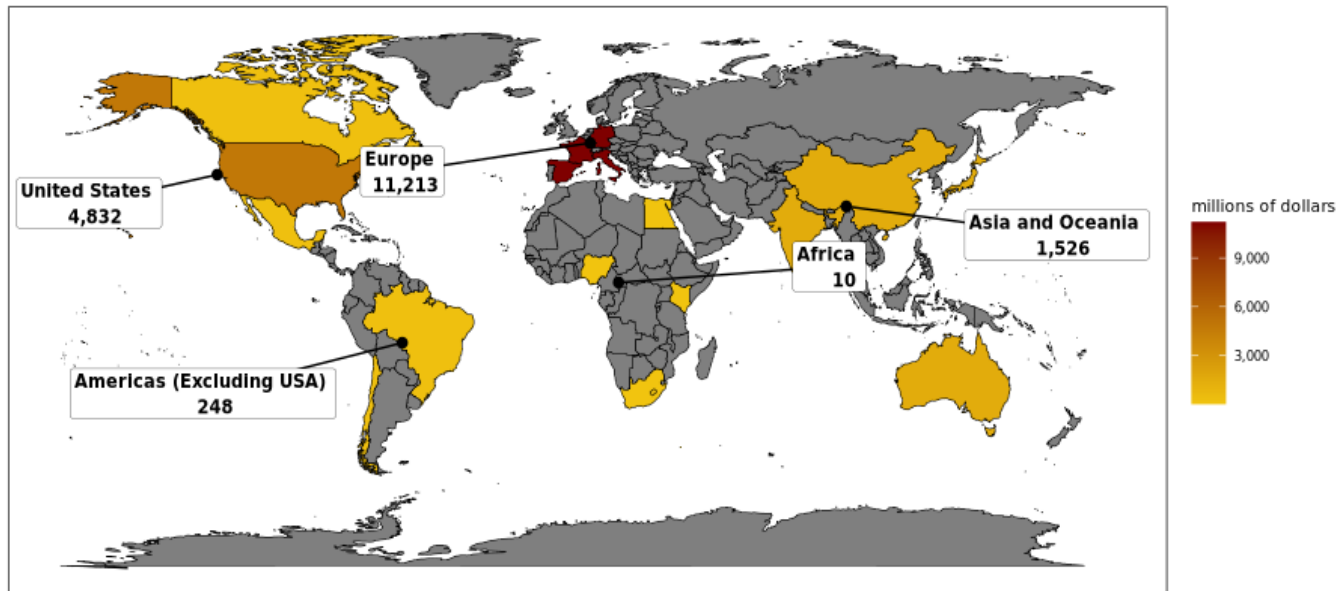 Europe
11,213
United States
4,832
millions of dollars
Asia and Oceania
1,526
Africa
10
9,000
6,000
3,000
Americas (Excluding USA)
248